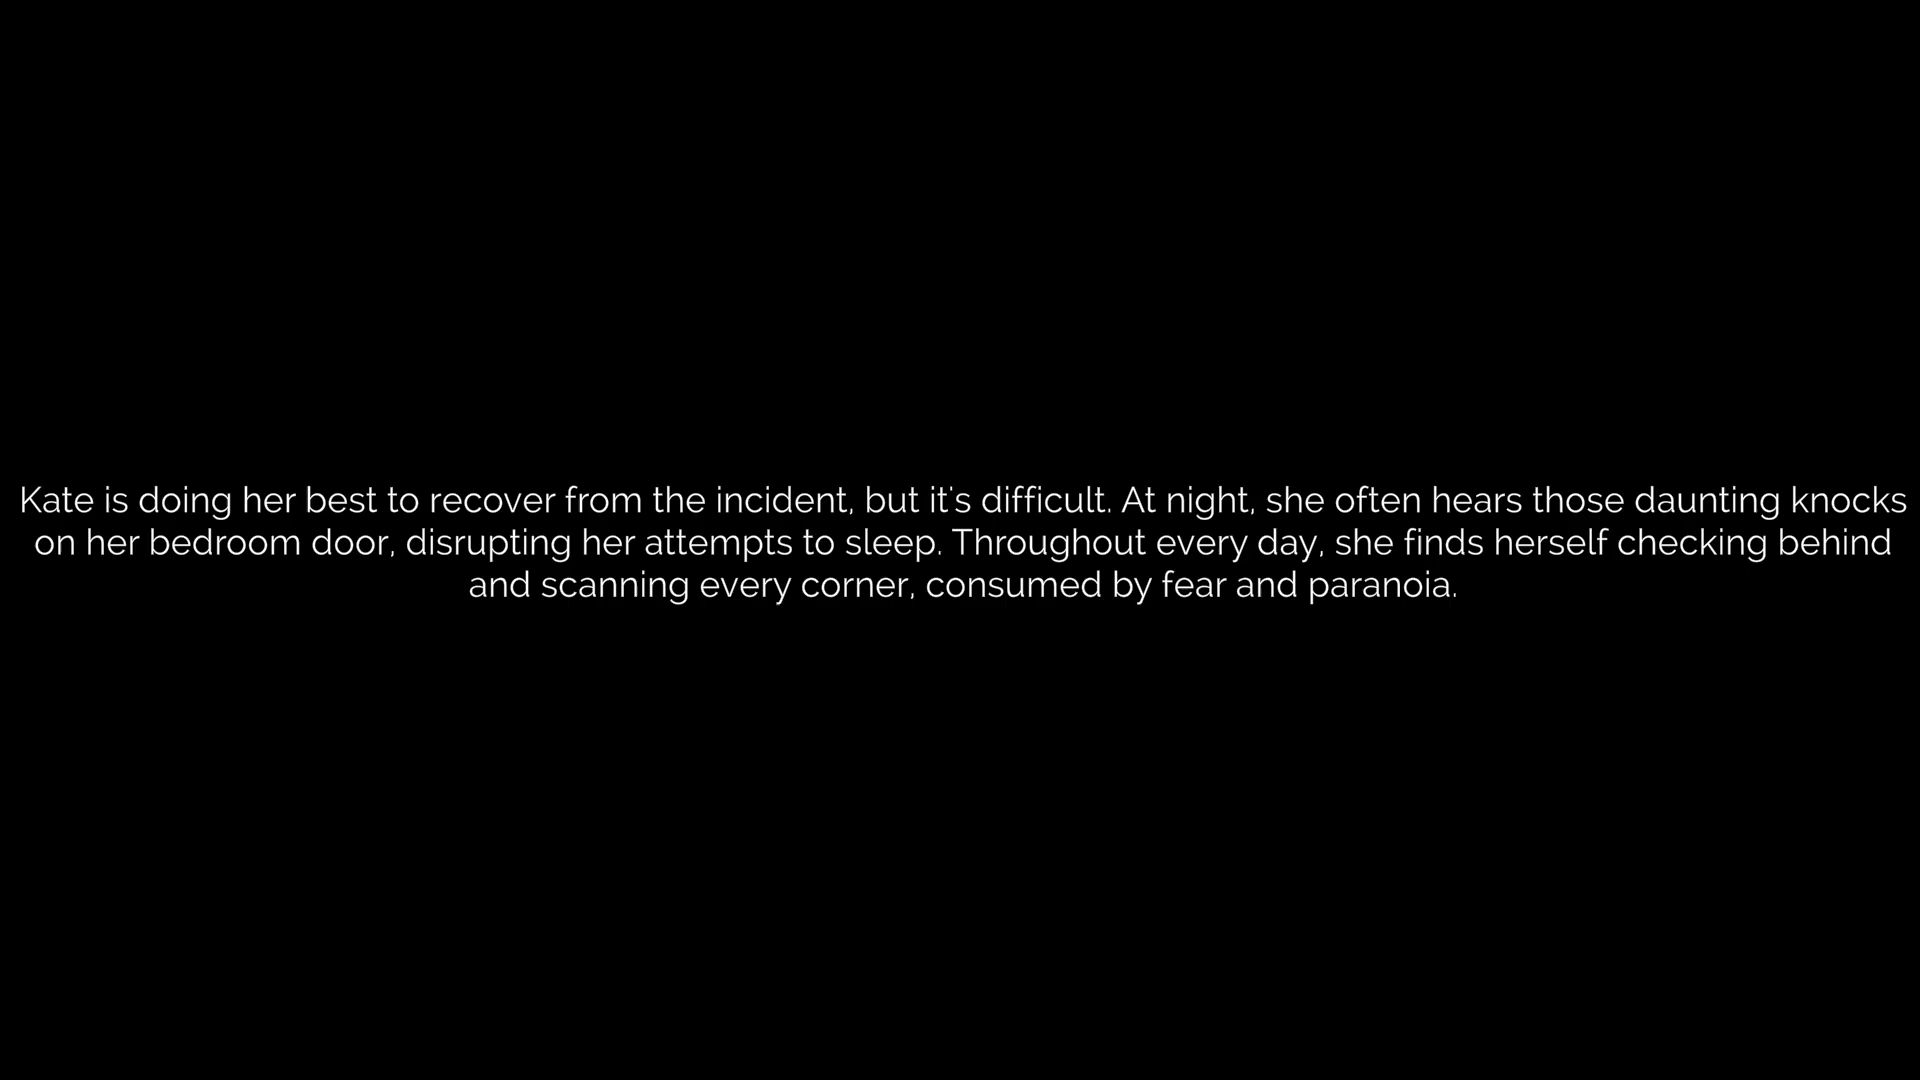 Kate is doing her best to recover from the incident, but it's difficult. At night, she often hears those daunting knocks
on her bedroom door, disrupting her attempts to sleep. Throughout every day, she finds herself checking behind
and scanning every corner, consumed by fear and paranoia.